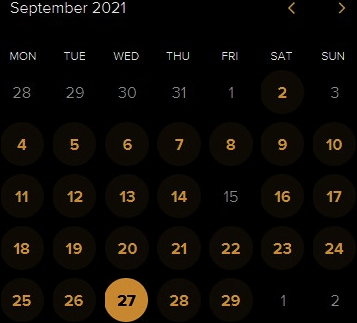 September 2021
MON TUE WED THU FRI SAT SUN
28 29 30 31 1 2 3
4 5 6 7 8 9 10
11 12 13 14 15 16 17
18 19 20 21 22 23 24
25 26 27 28 29 1 2